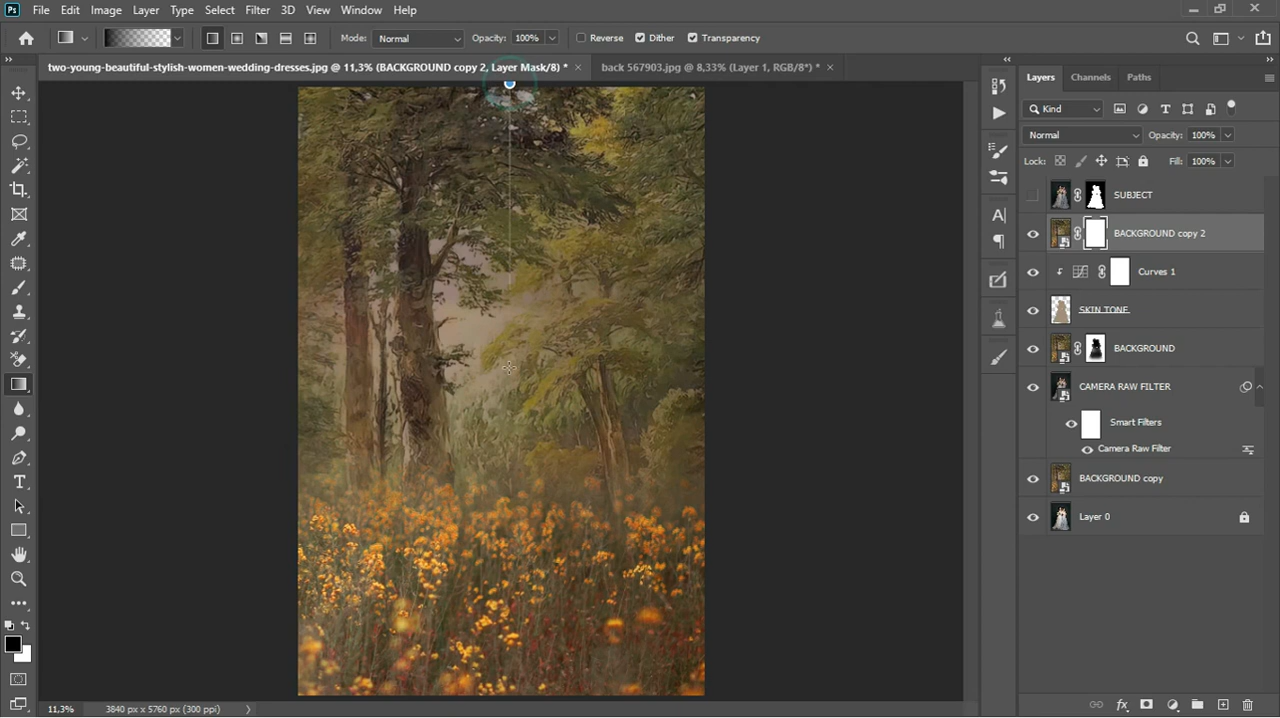 Ps File Edit Image Layer Type Select Filter 3D View Window Help
Mode: Normal Opacity: 100% Reverse Dither Transparency
two-young-beautiful-stylish-women-wedding-dresses.jpg @ 11,3% (BACKGROUND copy 2, Layer Mask/8) * × back 567903.jpg @ 8,33% (Layer 1, RGB/8*) * ×
Layers Channels Paths
Kind
Normal Opacity: 100%
Lock: Fill: 100%
SUBJECT
BACKGROUND copy 2
Curves 1
SKIN TONE
BACKGROUND
CAMERA RAW FILTER
Smart Filters
Camera Raw Filter
BACKGROUND copy
Layer 0
11,3% 3840 px x 5760 px (300 ppi)